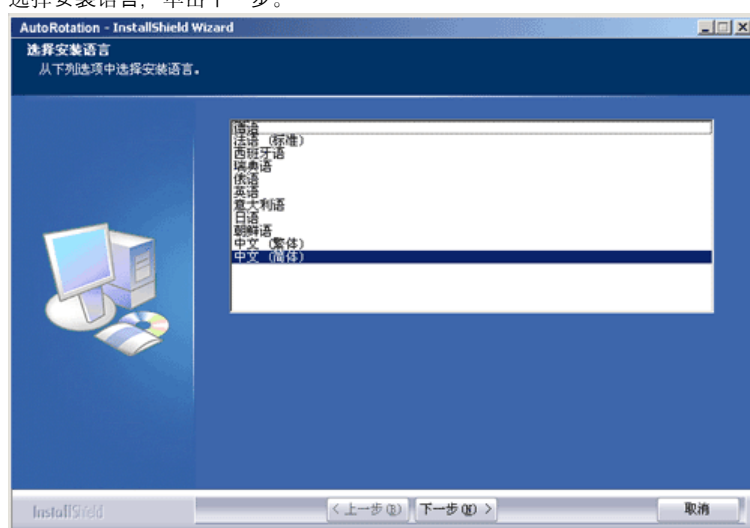 选择安装语言，单击下一步。
AutoRotation - InstallShield Wizard
选择安装语言
从下列选项中选择安装语言。
德语
法语 (标准)
西班牙语
瑞典语
俄语
英语
意大利语
日语
朝鲜语
中文 (繁体)
中文 (简体)
InstallShield
< 上一步(B)
下一步(N) >
取消